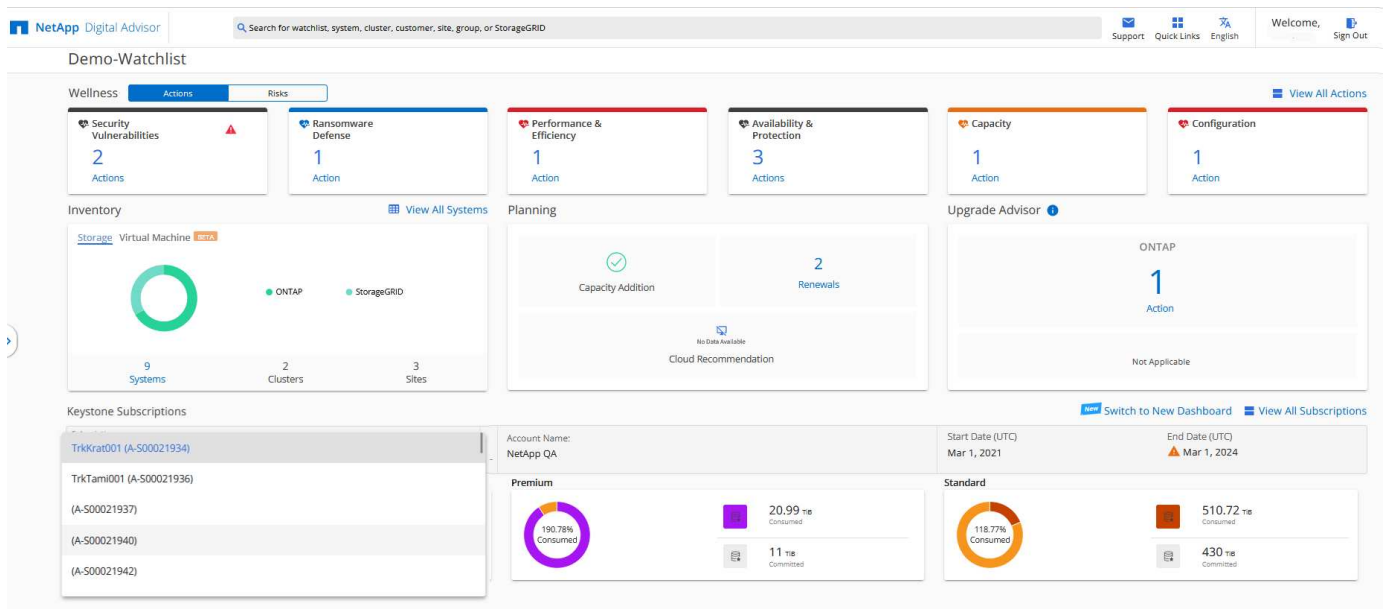 NetApp Digital Advisor
Search for watchlist, system, cluster, customer, site, group, or StorageGRID
Support
Quick Links
English
Welcome,
Sign Out
Demo-Watchlist
Wellness
Actions
Risks
View All Actions
Security
Vulnerabilities
2
Actions
Ransomware
Defense
1
Action
Performance &
Efficiency
1
Action
Availability &
Protection
3
Actions
Capacity
1
Action
Configuration
1
Action
Inventory
View All Systems
Storage Virtual Machine BETA
ONTAP
StorageGRID
9
Systems
2
Clusters
3
Sites
Planning
Capacity Addition
2
Renewals
No Data Available
Cloud Recommendation
Upgrade Advisor
ONTAP
1
Action
Not Applicable
Keystone Subscriptions
New Switch to New Dashboard
View All Subscriptions
TrkKrat001 (A-S00021934)
TrkTami001 (A-S00021936)
(A-S00021937)
(A-S00021940)
(A-S00021942)
Account Name:
NetApp QA
Start Date (UTC)
Mar 1, 2021
End Date (UTC)
Mar 1, 2024
Premium
190.78%
Consumed
20.99 TiB
Consumed
11 TiB
Committed
Standard
118.77%
Consumed
510.72 TiB
Consumed
430 TiB
Committed